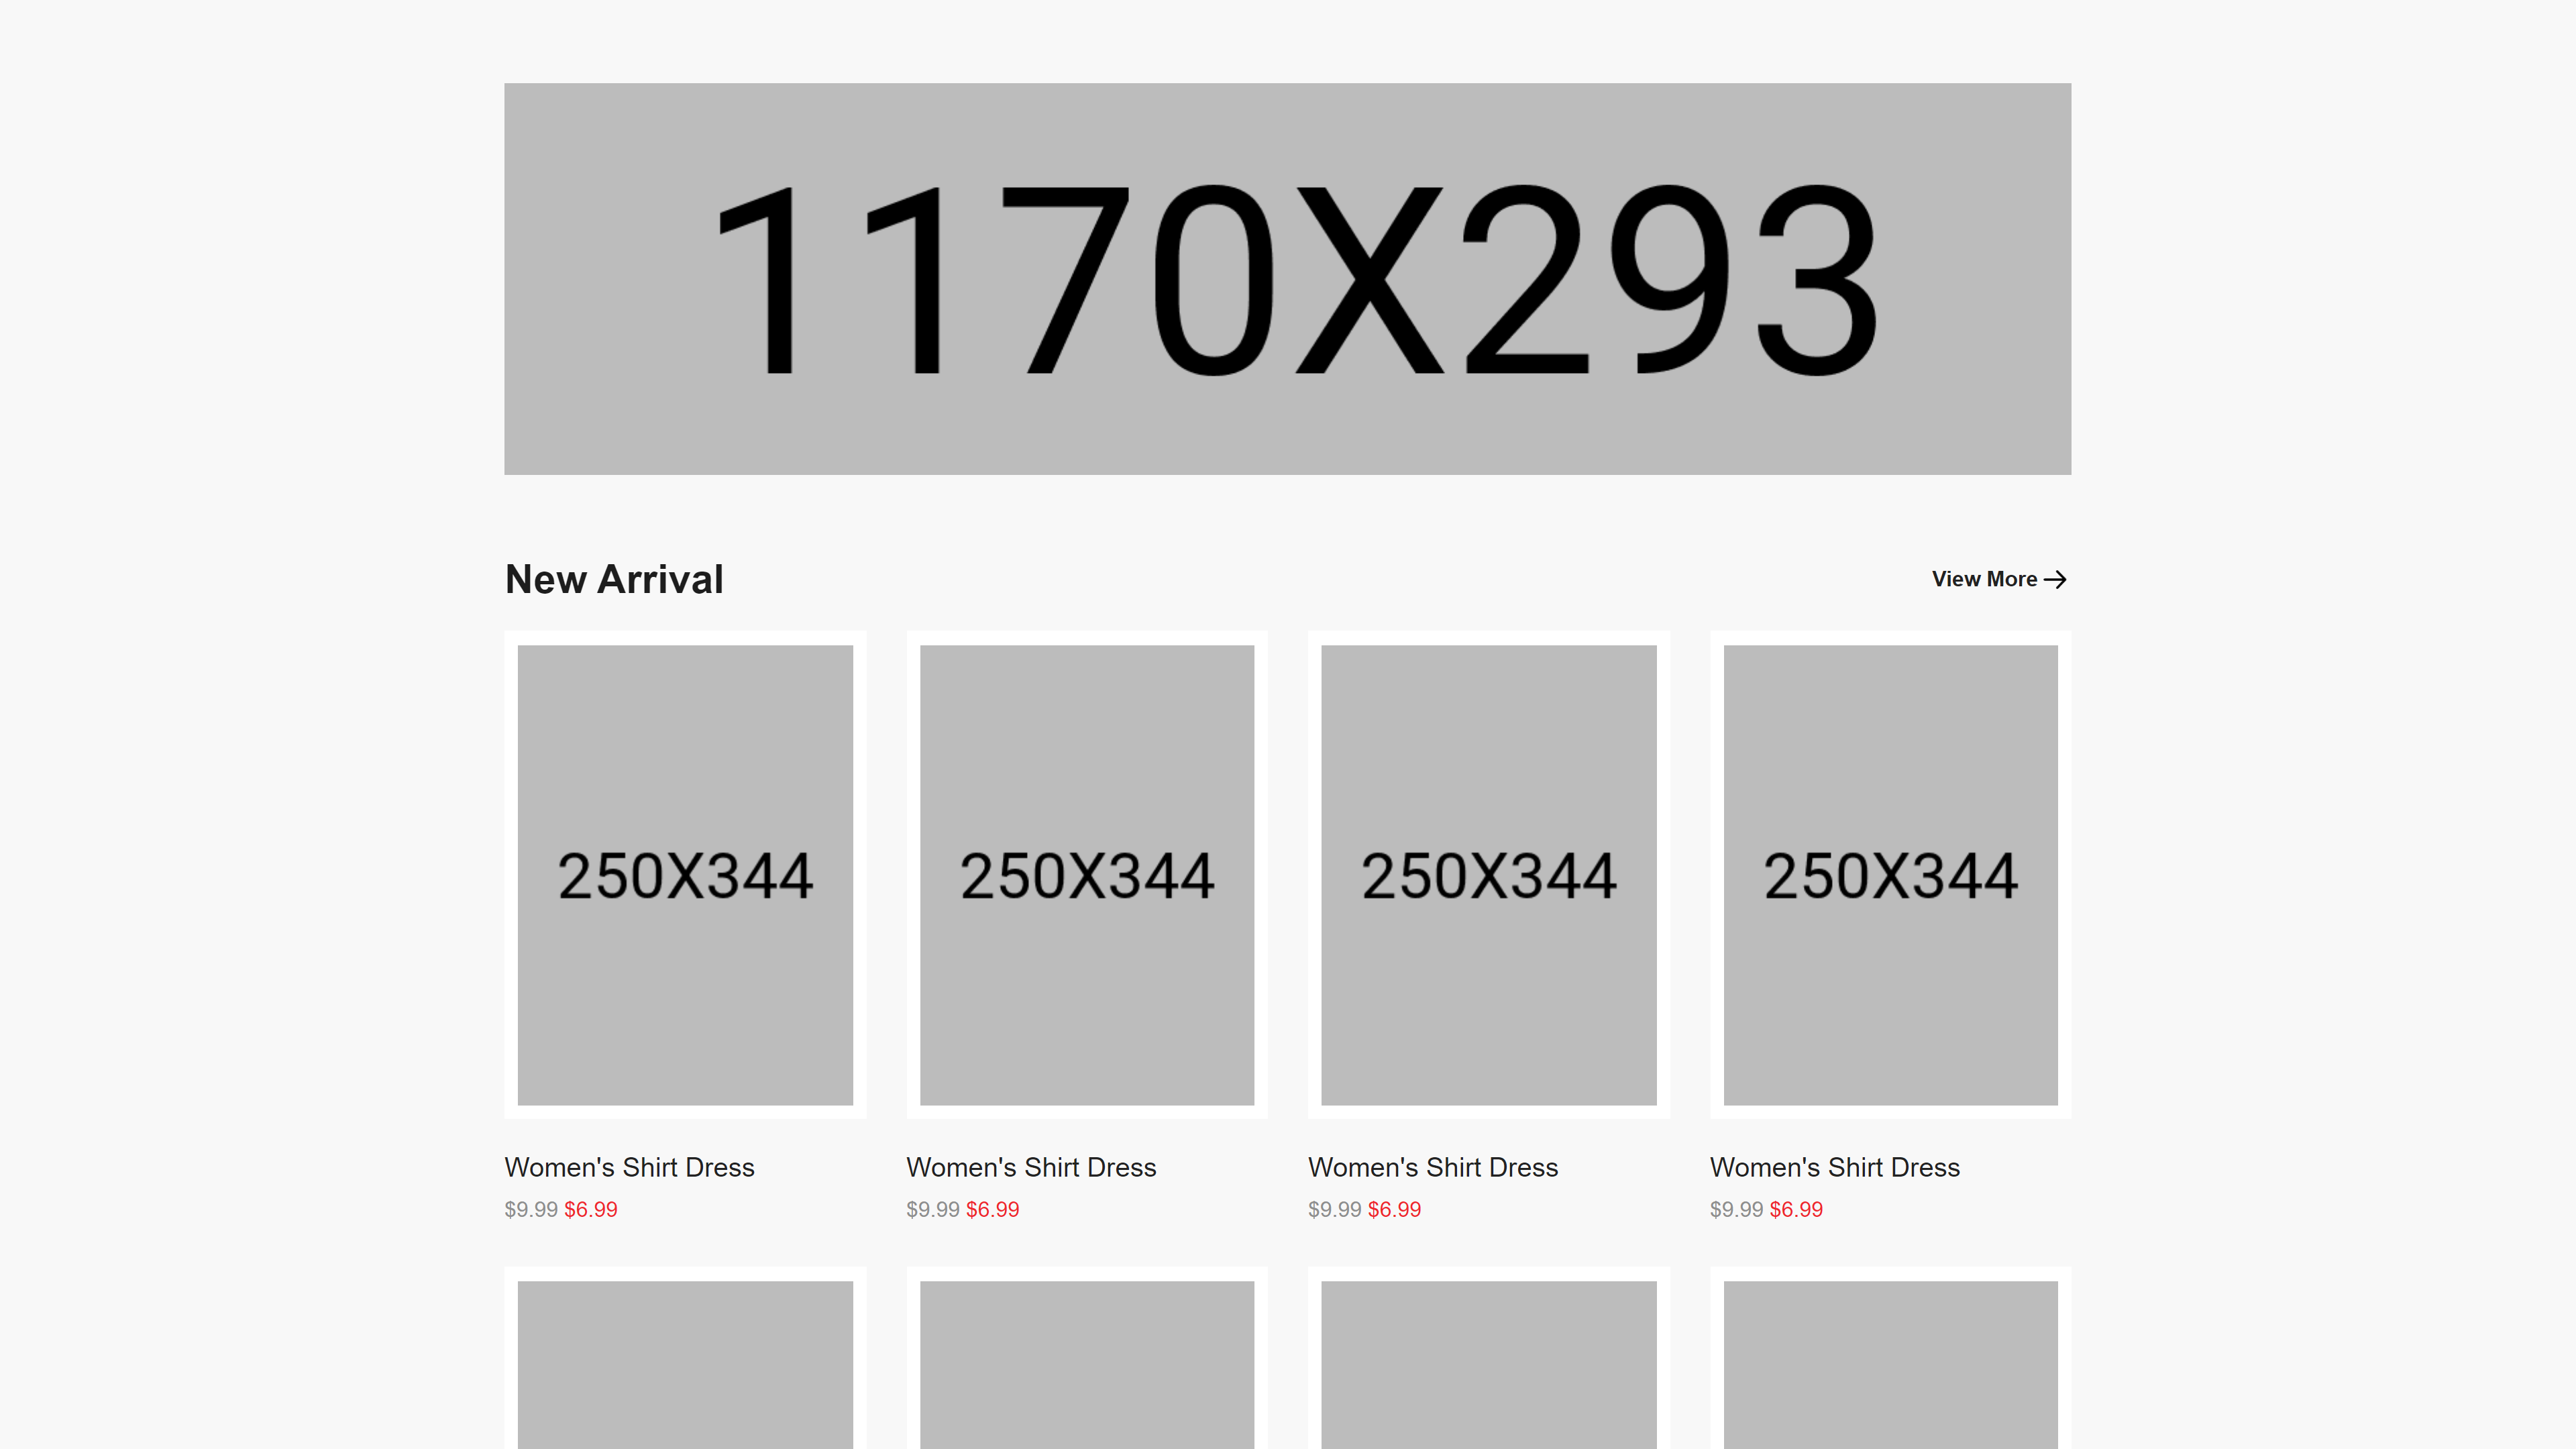 1170X293
New Arrival
View More
250X344 250X344 250X344 250X344
Women's Shirt Dress Women's Shirt Dress Women's Shirt Dress Women's Shirt Dress
$9.99 $6.99 $9.99 $6.99 $9.99 $6.99 $9.99 $6.99